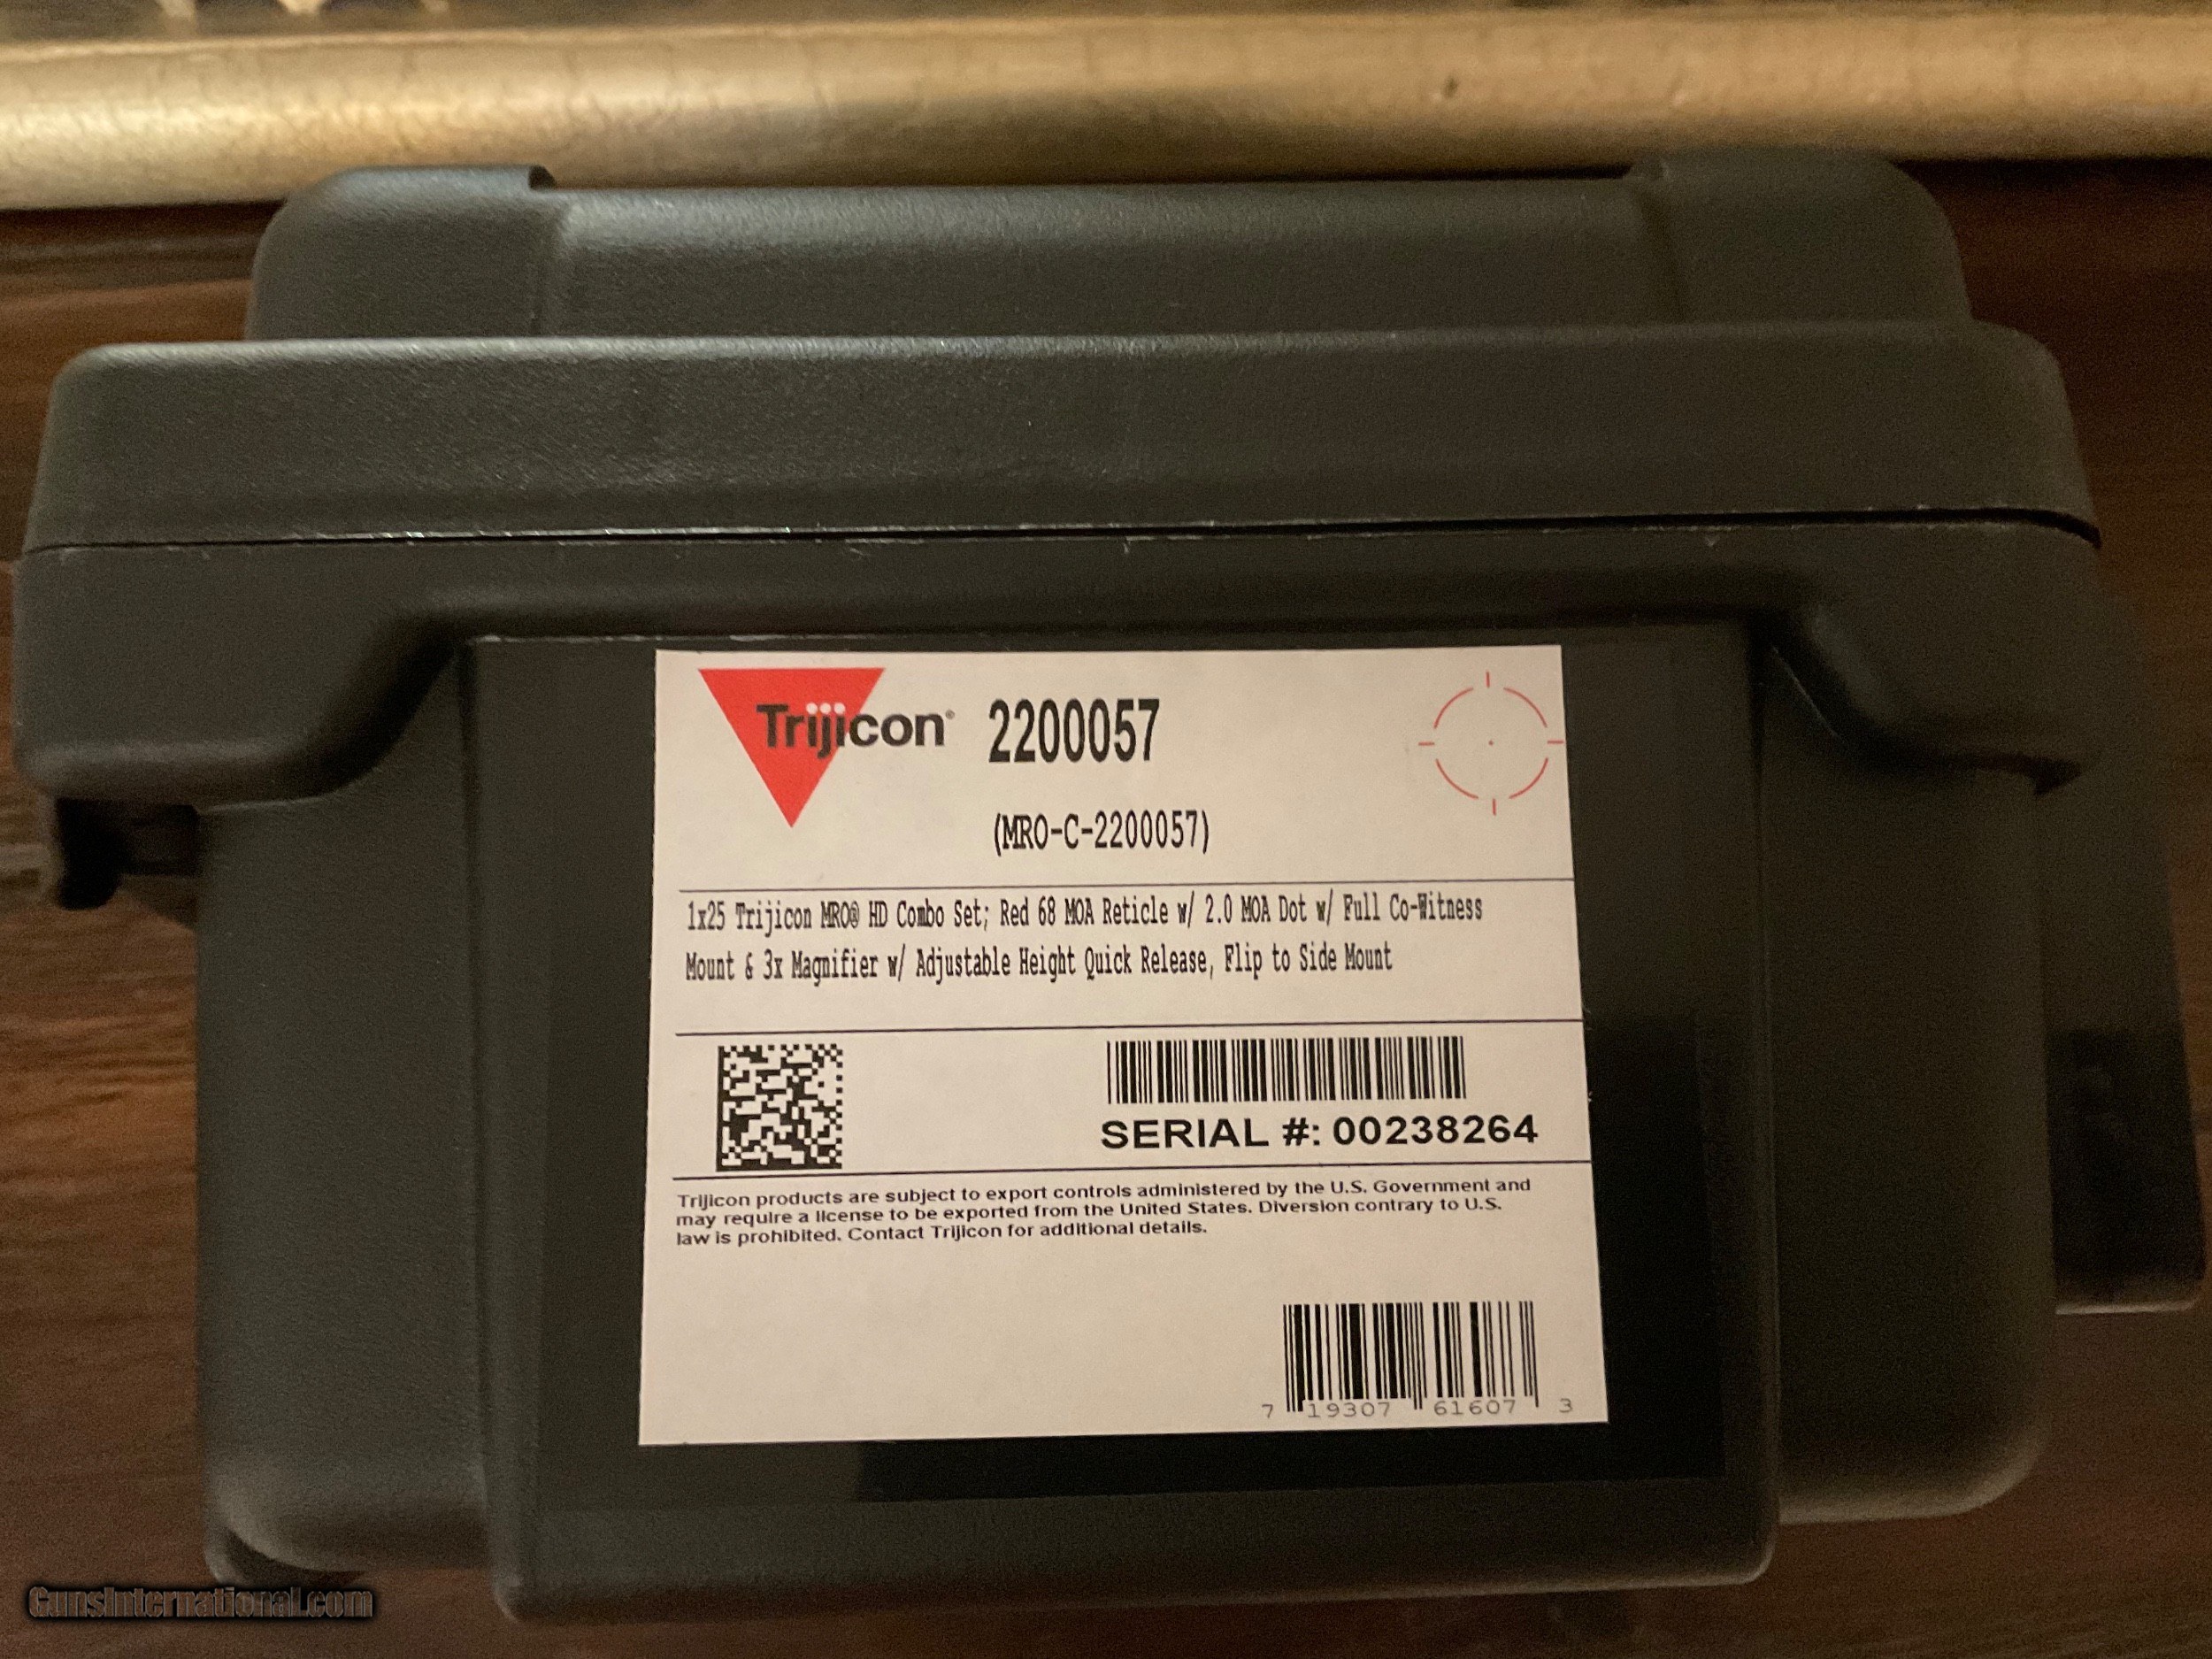 Trijicon® 2200057
(MRO-C-2200057)
1x25 Trijicon MRO® HD Combo Set; Red 68 MOA Reticle w/ 2.0 MOA Dot w/ Full Co-Witness
Mount & 3x Magnifier w/ Adjustable Height Quick Release, Flip to Side Mount
SERIAL #: 00238264
Trijicon products are subject to export controls administered by the U.S. Government and
may require a license to be exported from the United States. Diversion contrary to U.S.
law is prohibited. Contact Trijicon for additional details.
7 19307 61607 3
GunsInternational.com